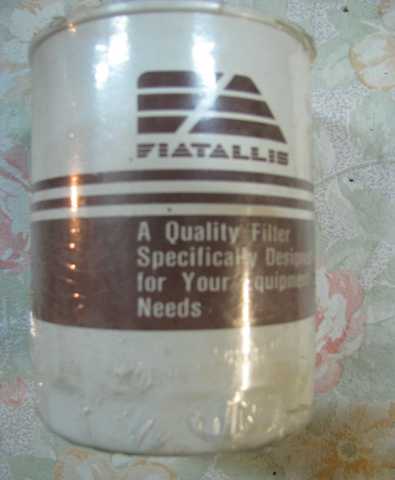 FIATALLIS
A Quality Filter
Specifically Designed
for Your Equipment
Needs